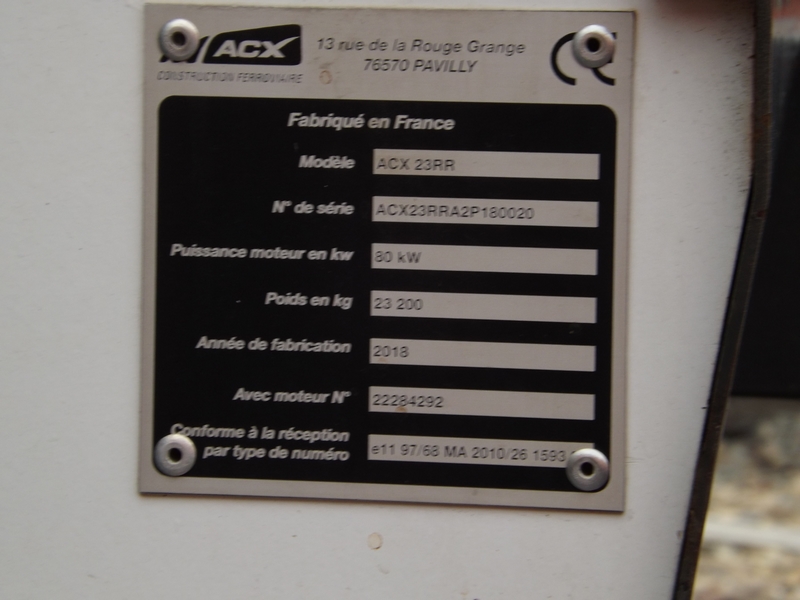 ACX
CONSTRUCTION FERROVIAIRE
13 rue de la Rouge Grange
76570 PAVILLY
Fabriqué en France
Modèle ACX 23RR
N° de série ACX23RRA2P180020
Puissance moteur en kw 80 kW
Poids en kg 23 200
Année de fabrication 2018
Avec moteur N° 22284292
Conforme à la réception
par type de numéro e11 97/68 MA 2010/26 1593